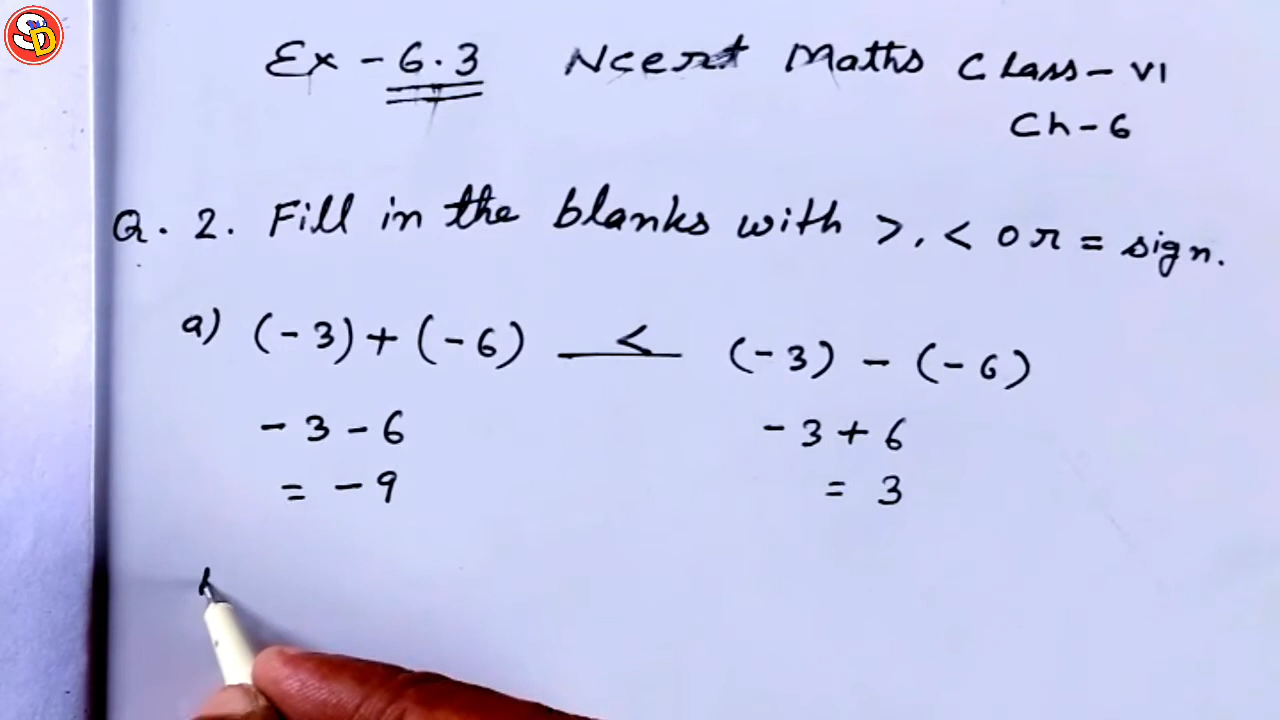 SD
Ex - 6.3 Ncert Maths Class - VI
Ch - 6
Q. 2. Fill in the blanks with >, < or = sign.
a) (-3) + (-6) < (-3) - (-6)
-3 - 6 -3 + 6
= -9 = 3